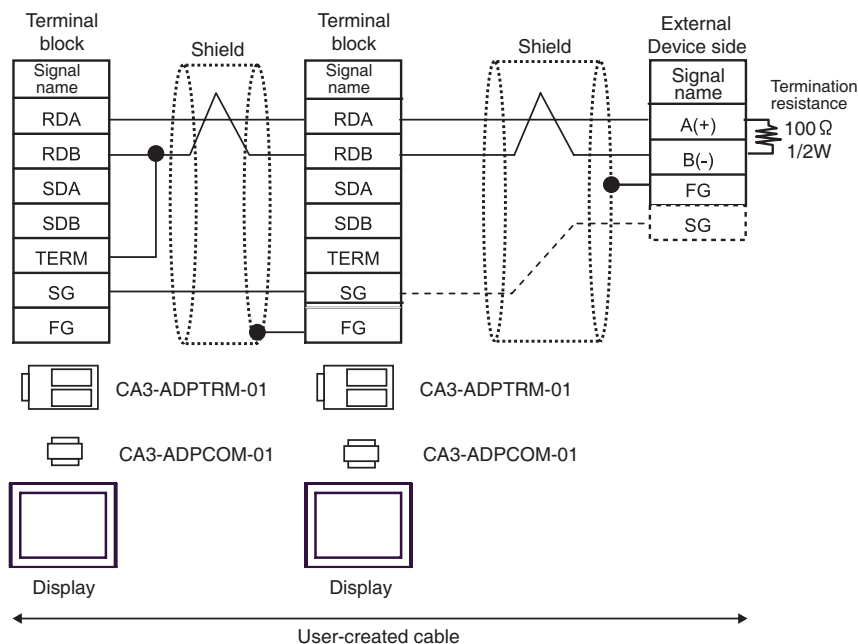 Terminal
block
Shield
Terminal
block
Shield
External
Device side
Signal
name
RDA
RDB
SDA
SDB
TERM
SG
FG
Signal
name
RDA
RDB
SDA
SDB
TERM
SG
FG
Signal
name
A(+)
B(-)
FG
SG
Termination
resistance
100Ω
1/2W
CA3-ADPTRM-01
CA3-ADPTRM-01
CA3-ADPCOM-01
CA3-ADPCOM-01
Display
Display
User-created cable